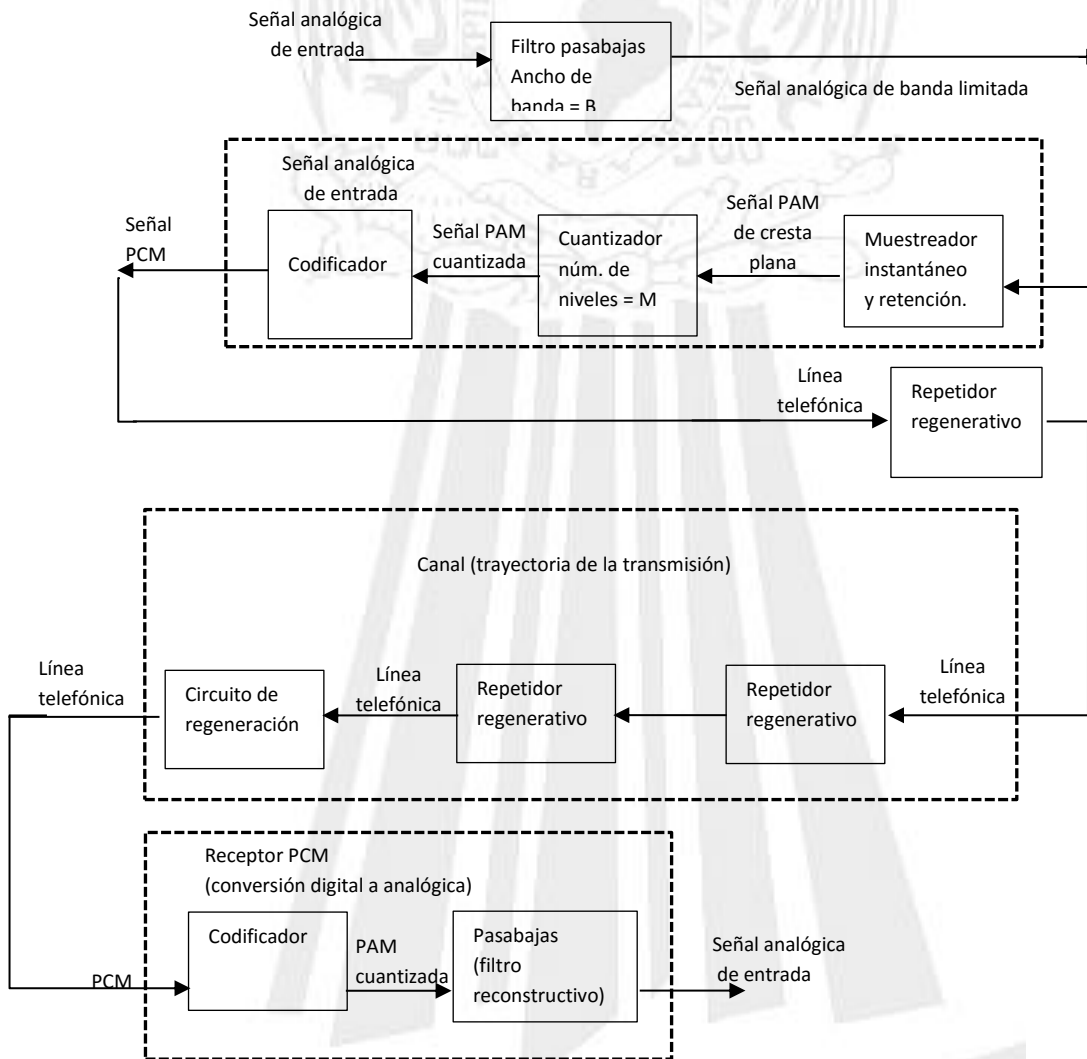 Señal analógica
de entrada
Filtro pasabajas
Ancho de
banda = B
Señal analógica de banda limitada
Señal analógica
de entrada
Señal
PCM
Codificador
Señal PAM
cuantizada
Cuantizador
núm. de
niveles = M
Señal PAM
de cresta
plana
Muestreador
instantáneo
y retención.
Línea
telefónica
Repetidor
regenerativo
Canal (trayectoria de la transmisión)
Línea
telefónica
Circuito de
regeneración
Línea
telefónica
Repetidor
regenerativo
Repetidor
regenerativo
Línea
telefónica
Receptor PCM
(conversión digital a analógica)
PCM
Codificador
PAM
cuantizada
Pasabajas
(filtro
reconstructivo)
Señal analógica
de entrada